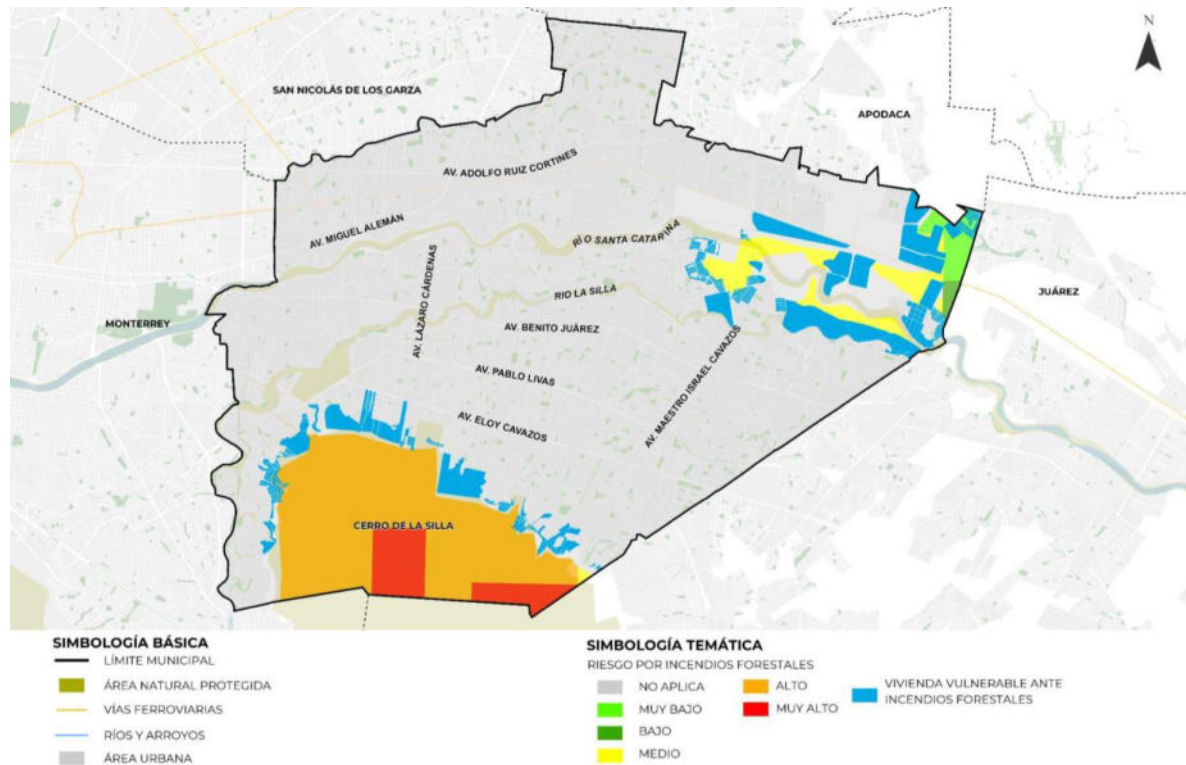 N
SAN NICOLÁS DE LOS GARZA
APODACA
AV. ADOLFO RUIZ CORTINES
AV. MIGUEL ALEMÁN
RÍO SANTA CATARINA
AV. LÁZARO CÁRDENAS
RIO LA SILLA
JUÁREZ
MONTERREY
AV. BENITO JUÁREZ
AV. PABLO LIVAS
AV. MAESTRO ISRAEL CAVAZOS
AV. ELOY CAVAZOS
CERRO DE LA SILLA
SIMBOLOGÍA BÁSICA
LÍMITE MUNICIPAL
ÁREA NATURAL PROTEGIDA
VÍAS FERROVIARIAS
RÍOS Y ARROYOS
ÁREA URBANA
SIMBOLOGÍA TEMÁTICA
RIESGO POR INCENDIOS FORESTALES
NO APLICA
MUY BAJO
BAJO
MEDIO
ALTO
MUY ALTO
VIVIENDA VULNERABLE ANTE
INCENDIOS FORESTALES